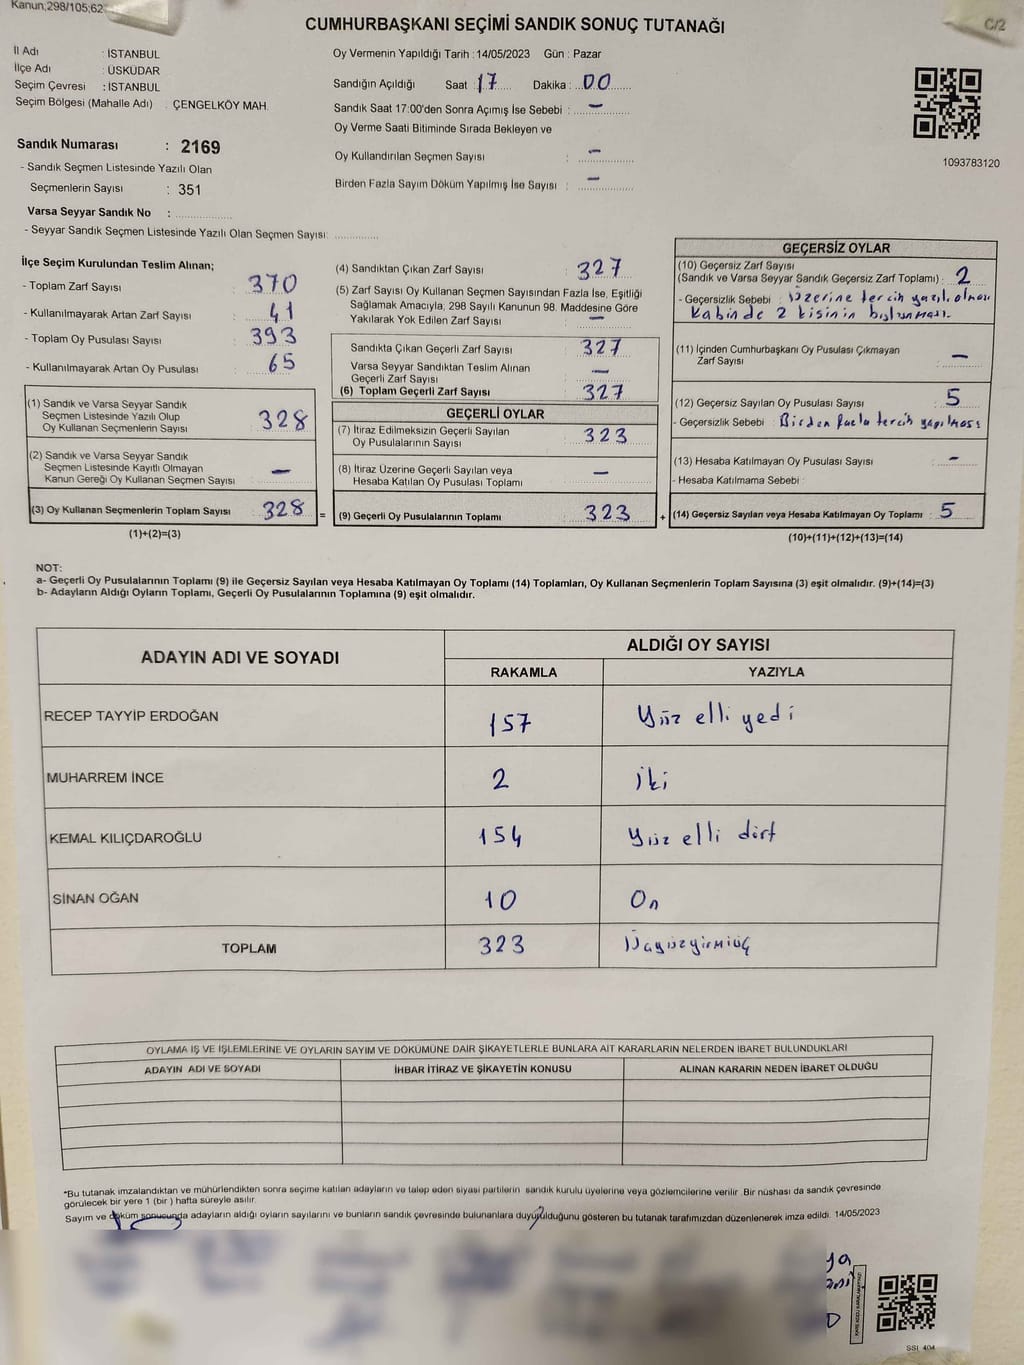 Kanun;298/105;62
C/2
CUMHURBAŞKANI SEÇİMİ SANDIK SONUÇ TUTANAĞI
İl Adı : İSTANBUL
İlçe Adı : ÜSKÜDAR
Seçim Çevresi : İSTANBUL
Seçim Bölgesi (Mahalle Adı) : ÇENGELKÖY MAH.
Sandık Numarası : 2169
- Sandık Seçmen Listesinde Yazılı Olan
Seçmenlerin Sayısı : 351
Varsa Seyyar Sandık No :
- Seyyar Sandık Seçmen Listesinde Yazılı Olan Seçmen Sayısı:
Oy Vermenin Yapıldığı Tarih : 14/05/2023 Gün : Pazar
Sandığın Açıldığı Saat : 17 Dakika : 00
Sandık Saat 17:00'den Sonra Açımış İse Sebebi : —
Oy Verme Saati Bitiminde Sırada Bekleyen ve
Oy Kullandırılan Seçmen Sayısı : —
Birden Fazla Sayım Döküm Yapılmış İse Sayısı : —
1093783120
İlçe Seçim Kurulundan Teslim Alınan;
- Toplam Zarf Sayısı : 370
- Kullanılmayarak Artan Zarf Sayısı : 41
- Toplam Oy Pusulası Sayısı : 393
- Kullanılmayarak Artan Oy Pusulası : 65
(1) Sandık ve Varsa Seyyar Sandık
Seçmen Listesinde Yazılı Olup
Oy Kullanan Seçmenlerin Sayısı : 328
(2) Sandık ve Varsa Seyyar Sandık
Seçmen Listesinde Kayıtlı Olmayan
Kanun Gereği Oy Kullanan Seçmen Sayısı : —
(3) Oy Kullanan Seçmenlerin Toplam Sayısı : 328 =
(1)+(2)=(3)
(4) Sandıktan Çıkan Zarf Sayısı : 327
(5) Zarf Sayısı Oy Kullanan Seçmen Sayısından Fazla İse, Eşitliği
Sağlamak Amacıyla, 298 Sayılı Kanunun 98. Maddesine Göre
Yakılarak Yok Edilen Zarf Sayısı : —
Sandıkta Çıkan Geçerli Zarf Sayısı : 327
Varsa Seyyar Sandıktan Teslim Alınan
Geçerli Zarf Sayısı : —
(6) Toplam Geçerli Zarf Sayısı : 327
GEÇERLİ OYLAR
(7) İtiraz Edilmeksizin Geçerli Sayılan
Oy Pusulalarının Sayısı : 323
(8) İtiraz Üzerine Geçerli Sayılan veya
Hesaba Katılan Oy Pusulası Toplamı : —
(9) Geçerli Oy Pusulalarının Toplamı : 323 +
GEÇERSİZ OYLAR
(10) Geçersiz Zarf Sayısı
(Sandık ve Varsa Seyyar Sandık Geçersiz Zarf Toplamı) : 2
- Geçersizlik Sebebi : Üzerine tercih yazıl. olması
Kabinde 2 kişinin
(11) İçinden Cumhurbaşkanı Oy Pusulası Çıkmayan
Zarf Sayısı : —
(12) Geçersiz Sayılan Oy Pusulası Sayısı : 5
- Geçersizlik Sebebi : Birden fazla tercih yapılması
(13) Hesaba Katılmayan Oy Pusulası Sayısı : -
- Hesaba Katılmama Sebebi :
(14) Geçersiz Sayılan veya Hesaba Katılmayan Oy Toplamı : 5
(10)+(11)+(12)+(13)=(14)
NOT:
a- Geçerli Oy Pusulalarının Toplamı (9) ile Geçersiz Sayılan veya Hesaba Katılmayan Oy Toplamı (14) Toplamları, Oy Kullanan Seçmenlerin Toplam Sayısına (3) eşit olmalıdır. (9)+(14)=(3)
b- Adayların Aldığı Oyların Toplamı, Geçerli Oy Pusulalarının Toplamına (9) eşit olmalıdır.
ADAYIN ADI VE SOYADI ALDIĞI OY SAYISI
RAKAMLA YAZIYLA
RECEP TAYYİP ERDOĞAN 157 Yüz elli yedi
MUHARREM İNCE 2 İki
KEMAL KILIÇDAROĞLU 154 Yüz elli dört
SİNAN OĞAN 10 On
TOPLAM 323 Üçyüzyirmiüç
OYLAMA İŞ VE İŞLEMLERİNE VE OYLARIN SAYIM VE DÖKÜMÜNE DAİR ŞİKAYETLERLE BUNLARA AİT KARARLARIN NELERDEN İBARET BULUNDUKLARI
ADAYIN ADI VE SOYADI İHBAR İTİRAZ VE ŞİKAYETİN KONUSU ALINAN KARARIN NEDEN İBARET OLDUĞU
*Bu tutanak imzalandıktan ve mühürlendikten sonra seçime katılan adayların ve talep eden siyasi partilerin sandık kurulu üyelerine veya gözlemcilerine verilir. Bir nüshası da sandık çevresinde
görülecek bir yere 1 (bir ) hafta süreyle asılır.
Sayım ve döküm sonucunda adayların aldığı oyların sayılarını ve bunların sandık çevresinde bulunanlara duyurulduğunu gösteren bu tutanak tarafımızdan düzenlenerek imza edildi. 14/05/2023
SSI 404